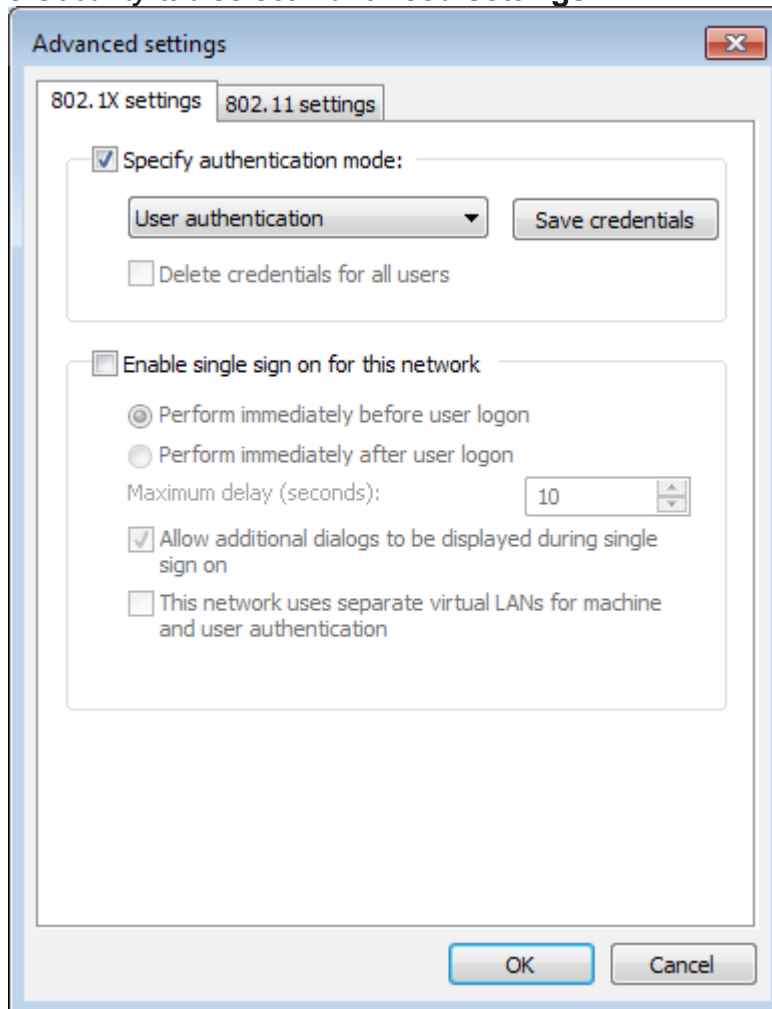 Advanced settings
802.1X settings 802.11 settings
Specify authentication mode:
User authentication Save credentials
Delete credentials for all users
Enable single sign on for this network
Perform immediately before user logon
Perform immediately after user logon
Maximum delay (seconds): 10
Allow additional dialogs to be displayed during single
sign on
This network uses separate virtual LANs for machine
and user authentication
OK Cancel